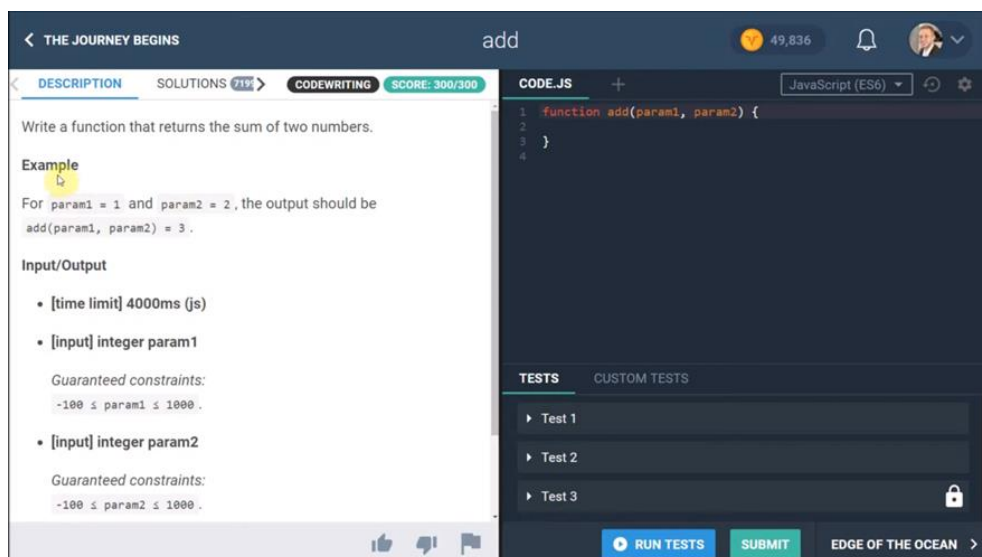 THE JOURNEY BEGINS
add
49,836
DESCRIPTION
SOLUTIONS
CODEWRITING
SCORE: 300/300
Write a function that returns the sum of two numbers.
Example
For param1 = 1 and param2 = 2, the output should be
add(param1, param2) = 3.
Input/Output
• [time limit] 4000ms (js)
• [input] integer param1
Guaranteed constraints:
-100 ≤ param1 ≤ 1000.
• [input] integer param2
Guaranteed constraints:
-100 ≤ param2 ≤ 1000.
CODE.JS
JavaScript (ES6)
1 function add(param1, param2) {
2
3 }
4
TESTS
CUSTOM TESTS
Test 1
Test 2
Test 3
RUN TESTS
SUBMIT
EDGE OF THE OCEAN